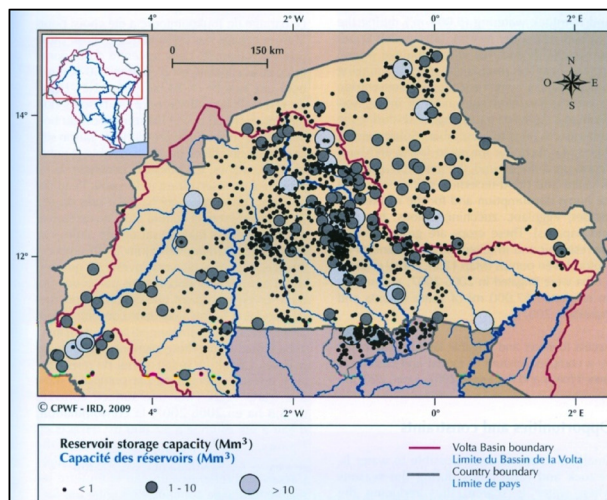 4° 2° W 0° 2° E
0 150 km
N
O E
S
14°
12°
© CPWF - IRD, 2009
4° 2° W 0° 2° E
Reservoir storage capacity (Mm³)
Capacité des réservoirs (Mm³)
< 1 1 - 10 > 10
Volta Basin boundary
Limite du Bassin de la Volta
Country boundary
Limite de pays